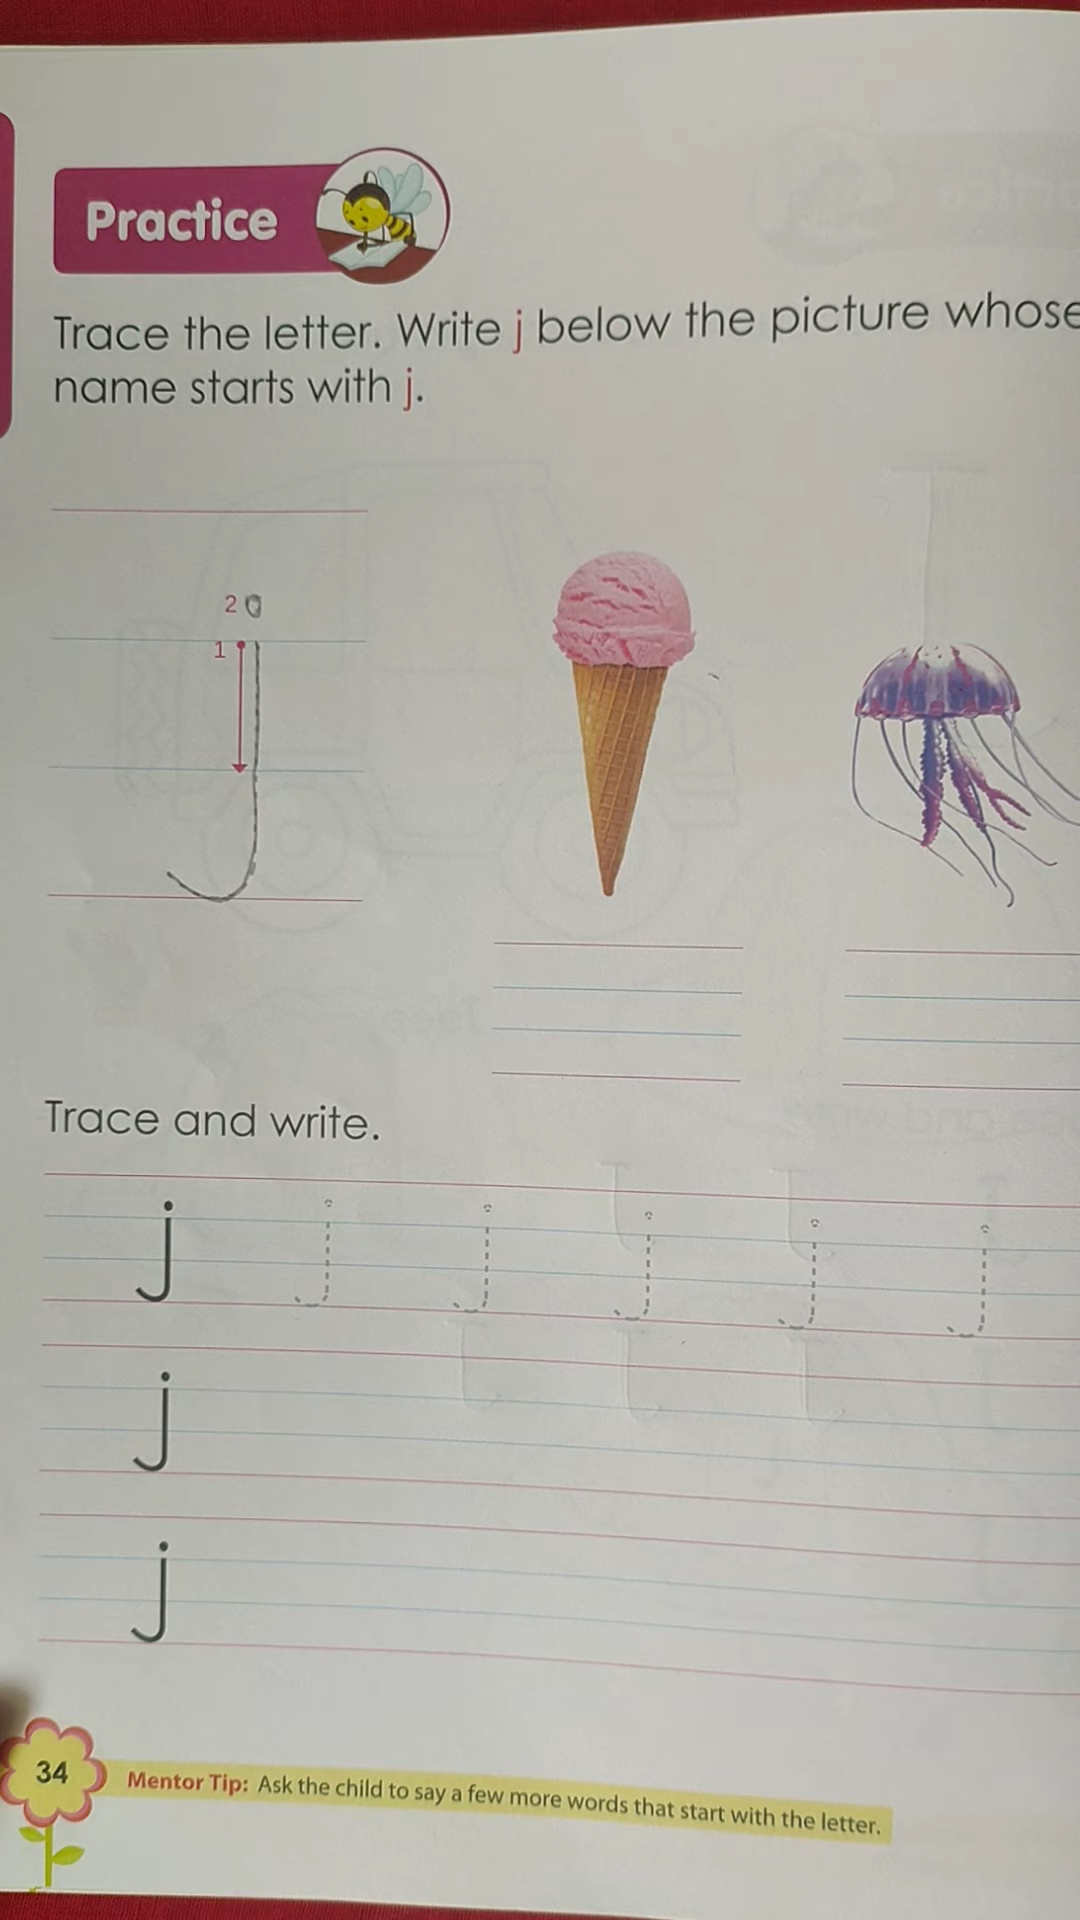 Practice
Trace the letter. Write j below the picture whose
name starts with j.
2
1
j
Trace and write.
j j j j j j
j
j
34
Mentor Tip: Ask the child to say a few more words that start with the letter.